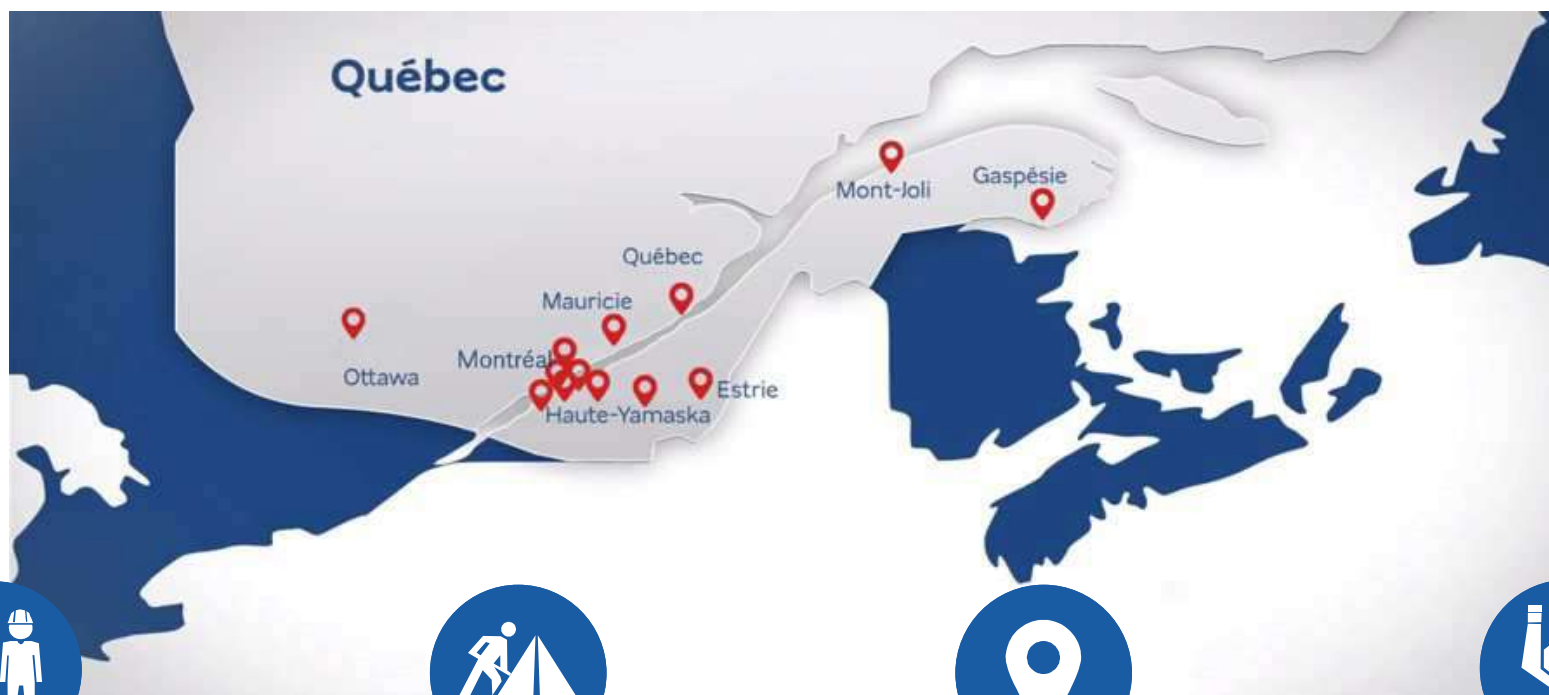 Québec
Mont-Joli
Gaspésie
Québec
Mauricie
Montréal
Ottawa
Estrie
Haute-Yamaska